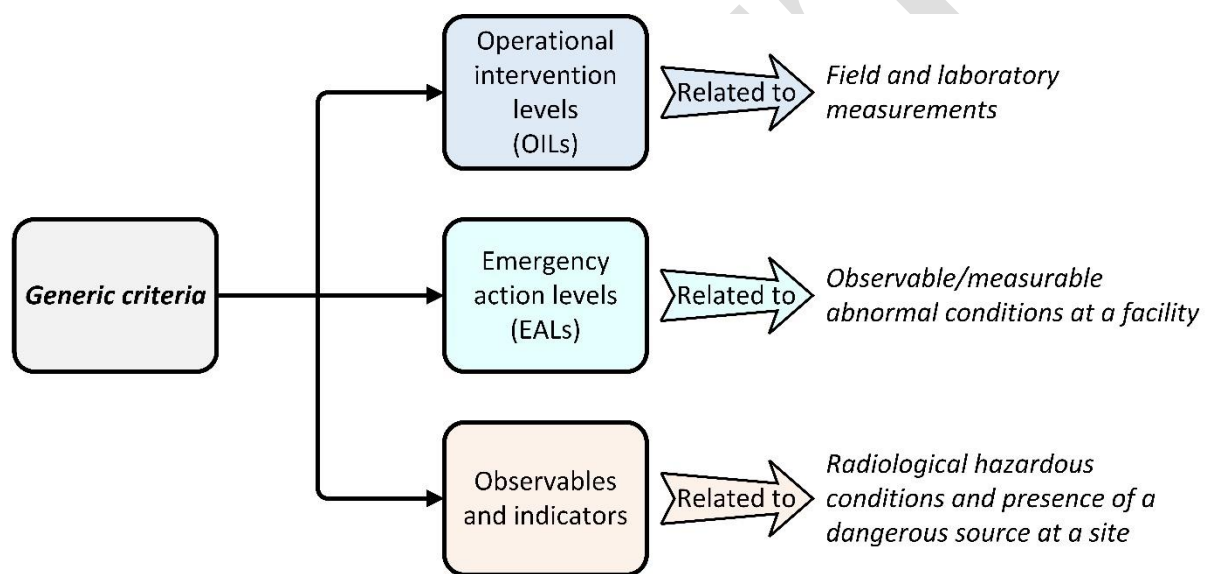 Generic criteria
Operational
intervention
levels
(OILs)
Related to
Field and laboratory
measurements
Emergency
action levels
(EALs)
Related to
Observable/measurable
abnormal conditions at a facility
Observables
and indicators
Related to
Radiological hazardous
conditions and presence of a
dangerous source at a site